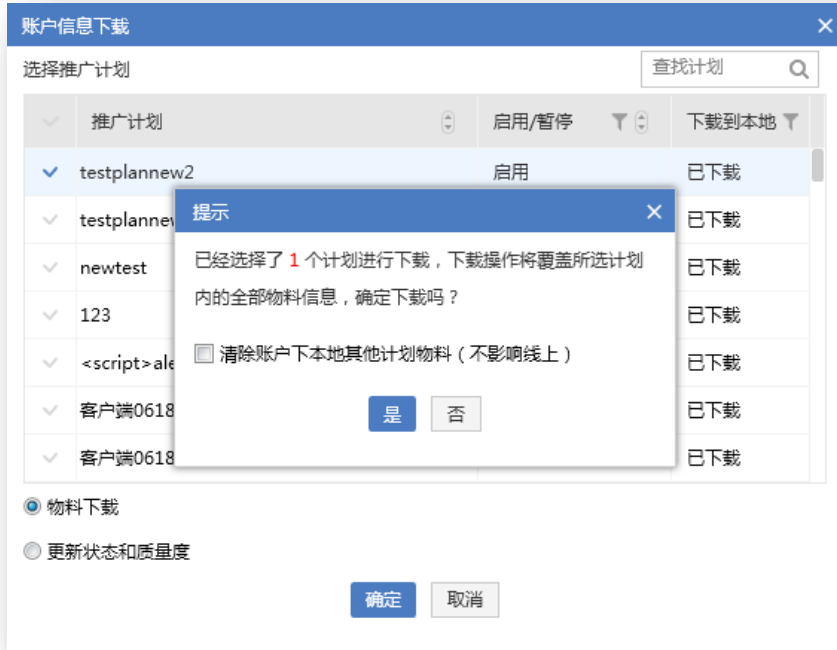 账户信息下载
选择推广计划
查找计划
推广计划 启用/暂停 下载到本地
testplannew2 启用 已下载
testplannew 已下载
newtest 已下载
123 已下载
<script>ale 已下载
客户端0618 已下载
客户端0618 已下载
提示
已经选择了 1 个计划进行下载，下载操作将覆盖所选计划
内的全部物料信息，确定下载吗？
清除账户下本地其他计划物料（不影响线上）
是 否
物料下载
更新状态和质量度
确定 取消